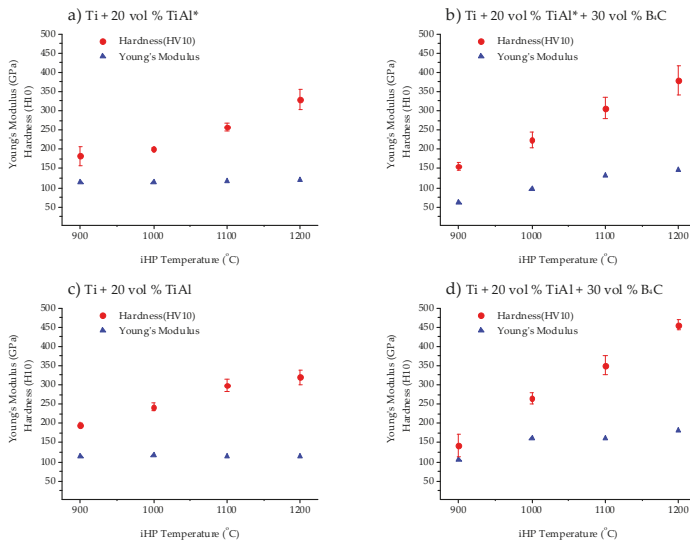 a) Ti + 20 vol % TiAl*
Hardness(HV10)
Young's Modulus
Young's Modulus (GPa)
Hardness (H10)
500
450
400
350
300
250
200
150
100
50
900
1000
1100
1200
iHP Temperature (°C)
b) Ti + 20 vol % TiAl* + 30 vol % B₄C
Hardness(HV10)
Young's Modulus
Young's Modulus (GPa)
Hardness (H10)
500
450
400
350
300
250
200
150
100
50
900
1000
1100
1200
iHP Temperature (°C)
c) Ti + 20 vol % TiAl
Hardness(HV10)
Young's Modulus
Young's Modulus (GPa)
Hardness (H10)
500
450
400
350
300
250
200
150
100
50
900
1000
1100
1200
iHP Temperature (°C)
d) Ti + 20 vol % TiAl + 30 vol % B₄C
Hardness(HV10)
Young's Modulus
Young's Modulus (GPa)
Hardness (H10)
500
450
400
350
300
250
200
150
100
50
900
1000
1100
1200
iHP Temperature (°C)